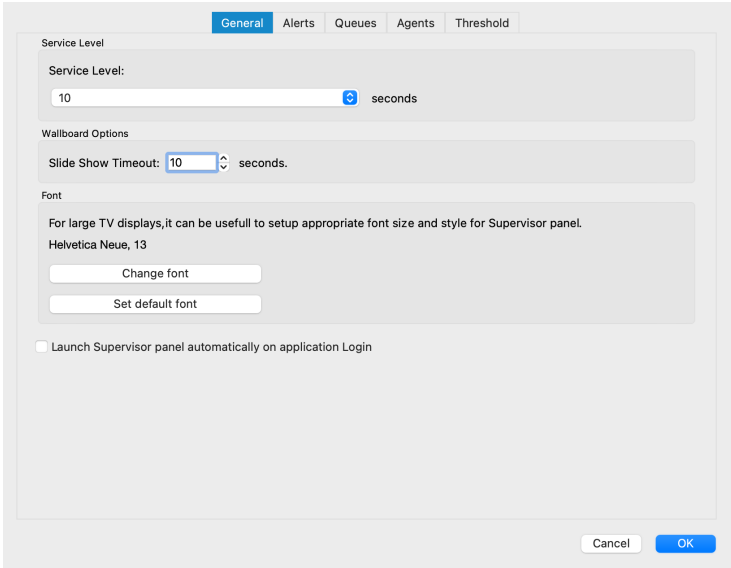 General Alerts Queues Agents Threshold
Service Level
Service Level:
10 seconds
Wallboard Options
Slide Show Timeout: 10 seconds.
Font
For large TV displays,it can be usefull to setup appropriate font size and style for Supervisor panel.
Helvetica Neue, 13
Change font
Set default font
Launch Supervisor panel automatically on application Login
Cancel OK